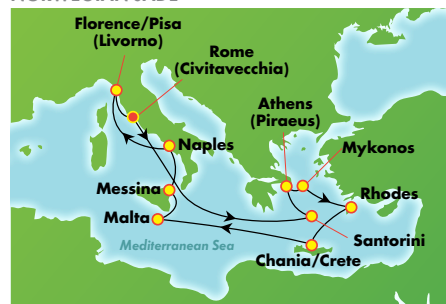 Florence/Pisa
(Livorno)
Rome
(Civitavecchia)
Athens
(Piraeus)
Naples
Mykonos
Messina
Rhodes
Malta
Santorini
Mediterranean Sea
Chania/Crete